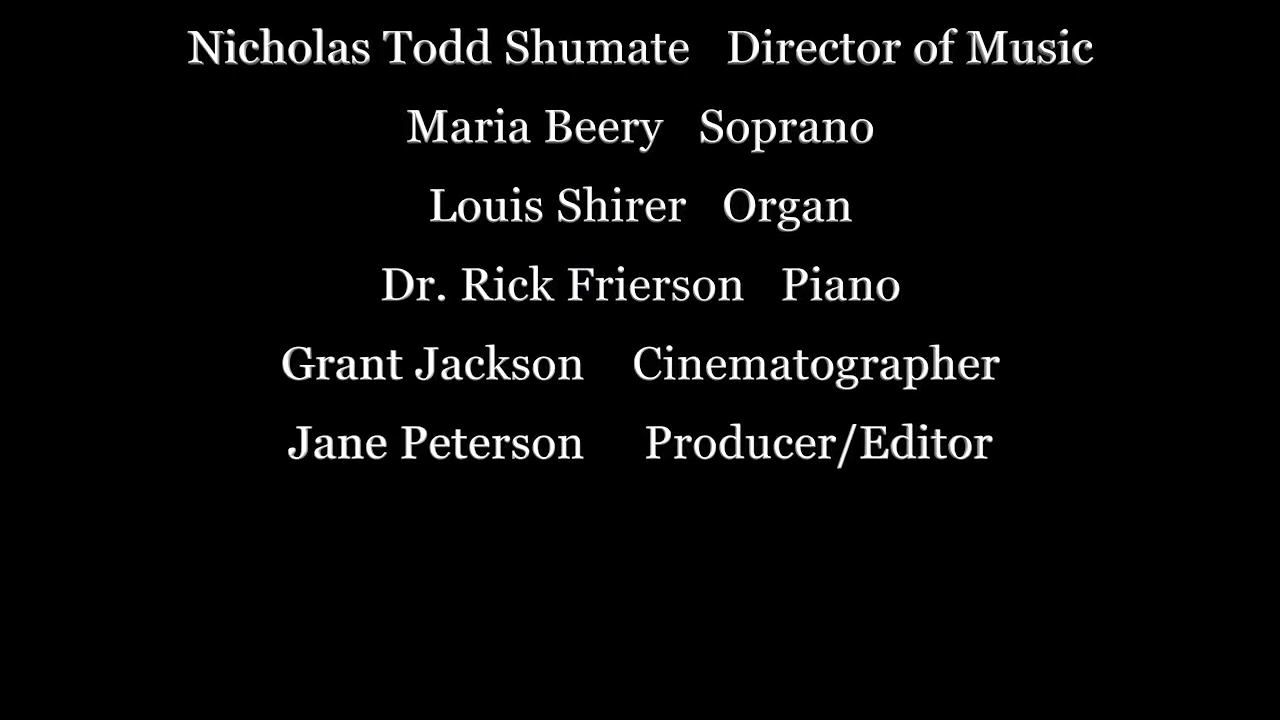 Nicholas Todd Shumate Director of Music
Maria Beery Soprano
Louis Shirer Organ
Dr. Rick Frierson Piano
Grant Jackson Cinematographer
Jane Peterson Producer/Editor